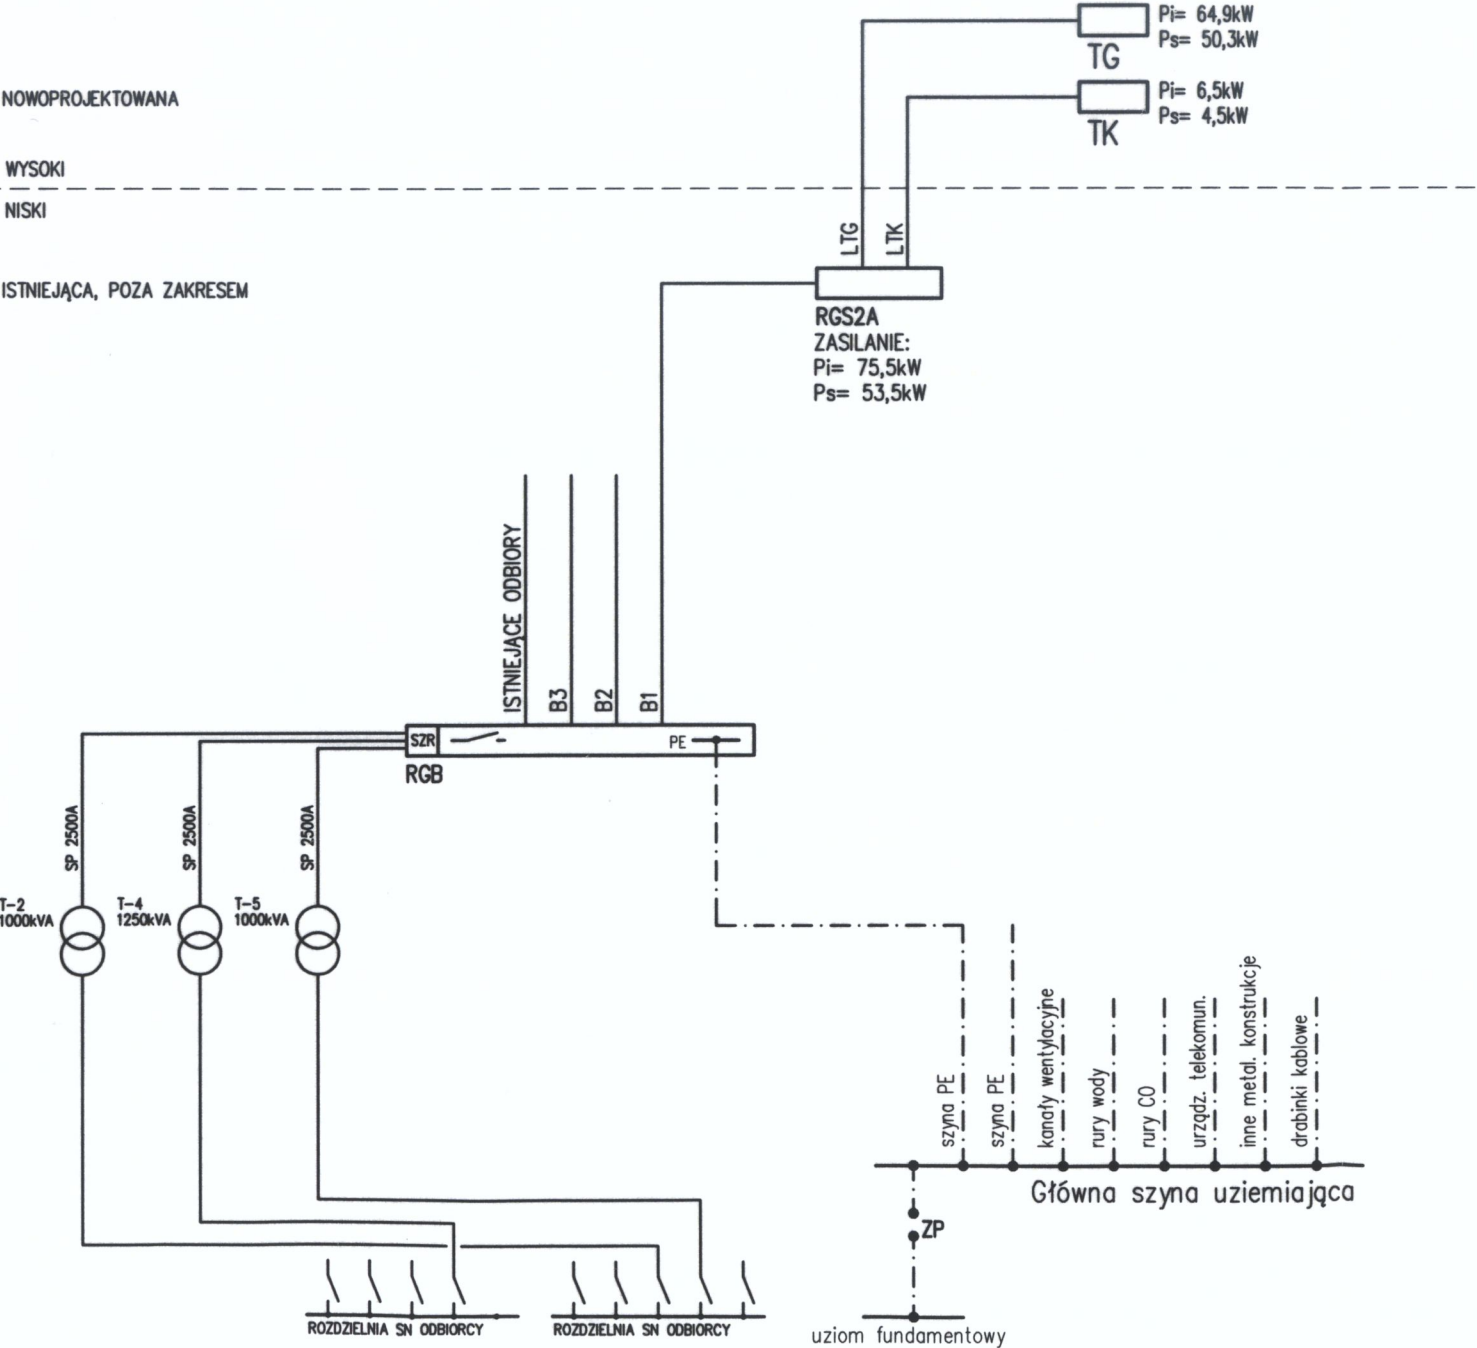 Pi= 64,9kW
Ps= 50,3kW
TG
Pi= 6,5kW
Ps= 4,5kW
TK
NOWOPROJEKTOWANA
WYSOKI
NISKI
LTG
LTK
ISTNIEJĄCA, POZA ZAKRESEM
RGS2A
ZASILANIE:
Pi= 75,5kW
Ps= 53,5kW
ISTNIEJĄCE ODBIORY
B3
B2
B1
SZR
PE
RGB
SP 2500A
SP 2500A
SP 2500A
T-2
1000kVA
T-4
1250kVA
T-5
1000kVA
szyna PE
szyna PE
kanały wentylacyjne
rury wody
rury CO
urządz. telekomun.
inne metal. konstrukcje
drabinki kablowe
Główna szyna uziemiająca
ZP
ROZDZIELNIA SN ODBIORCY
ROZDZIELNIA SN ODBIORCY
uziom fundamentowy